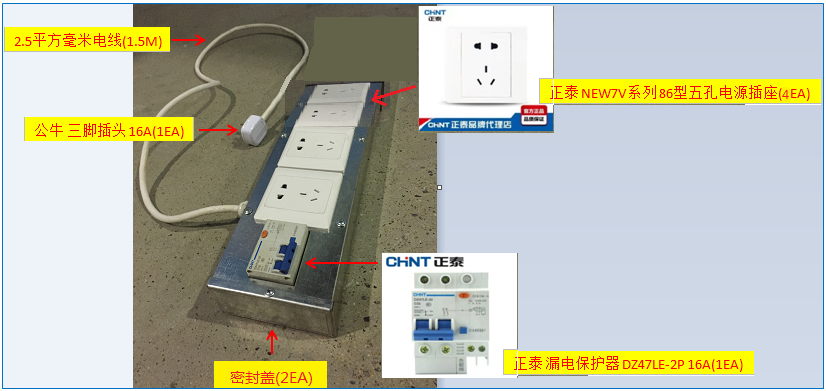 2.5平方毫米电线(1.5M)
CHNT 正泰
官方正品
品质保证
CHNT 正泰品牌代理店
正泰 NEW7V系列 86型五孔电源插座(4EA)
公牛 三脚插头 16A(1EA)
CHNT 正泰
CHNT
正泰 漏电保护器 DZ47LE-2P 16A(1EA)
密封盖(2EA)